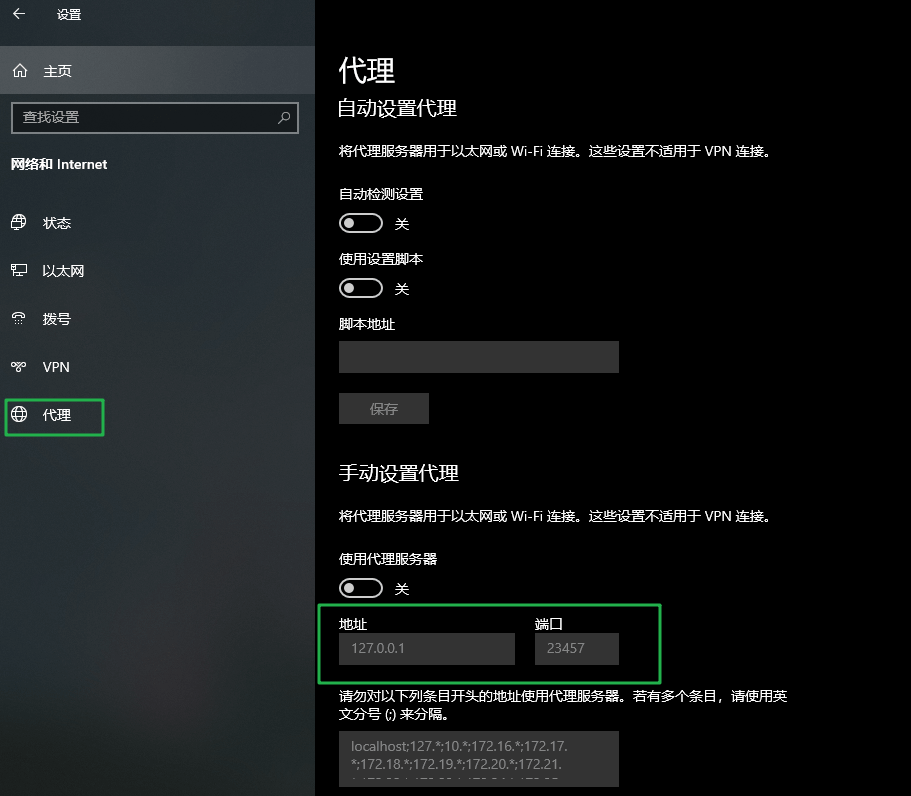 设置
主页
查找设置
网络和 Internet
状态
以太网
拨号
VPN
代理
代理
自动设置代理
将代理服务器用于以太网或 Wi-Fi 连接。这些设置不适用于 VPN 连接。
自动检测设置
关
使用设置脚本
关
脚本地址
保存
手动设置代理
将代理服务器用于以太网或 Wi-Fi 连接。这些设置不适用于 VPN 连接。
使用代理服务器
关
地址 端口
127.0.0.1 23457
请勿对以下列条目开头的地址使用代理服务器。若有多个条目，请使用英
文分号 (;) 来分隔。
localhost;127.*;10.*;172.16.*;172.17.
*;172.18.*;172.19.*;172.20.*;172.21.